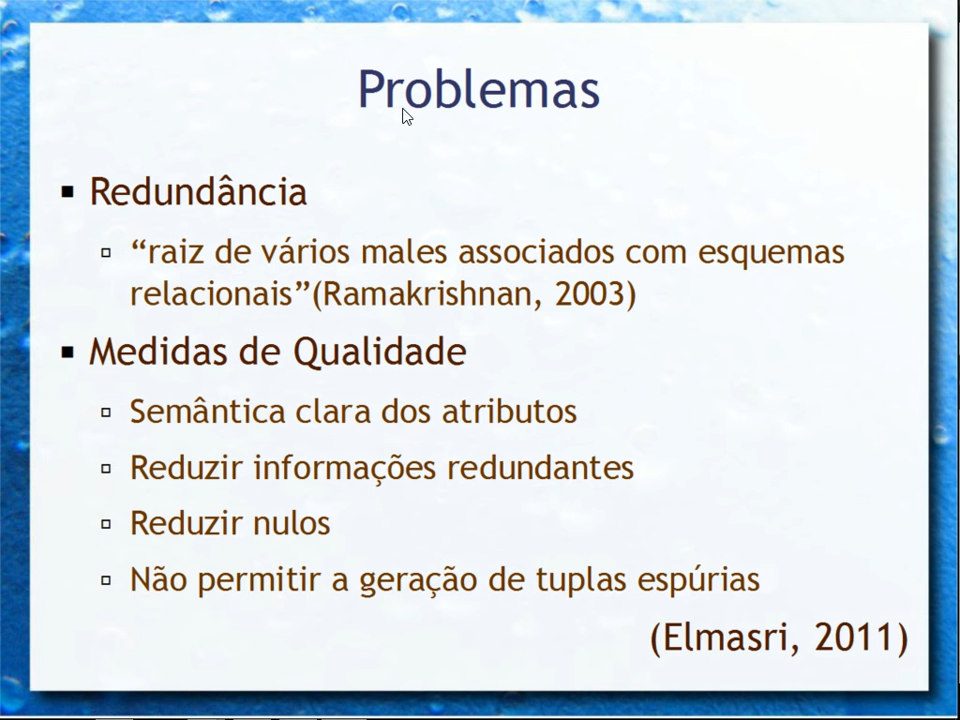 Problemas
Redundância
“raiz de vários males associados com esquemas
relacionais”(Ramakrishnan, 2003)
Medidas de Qualidade
Semântica clara dos atributos
Reduzir informações redundantes
Reduzir nulos
Não permitir a geração de tuplas espúrias
(Elmasri, 2011)